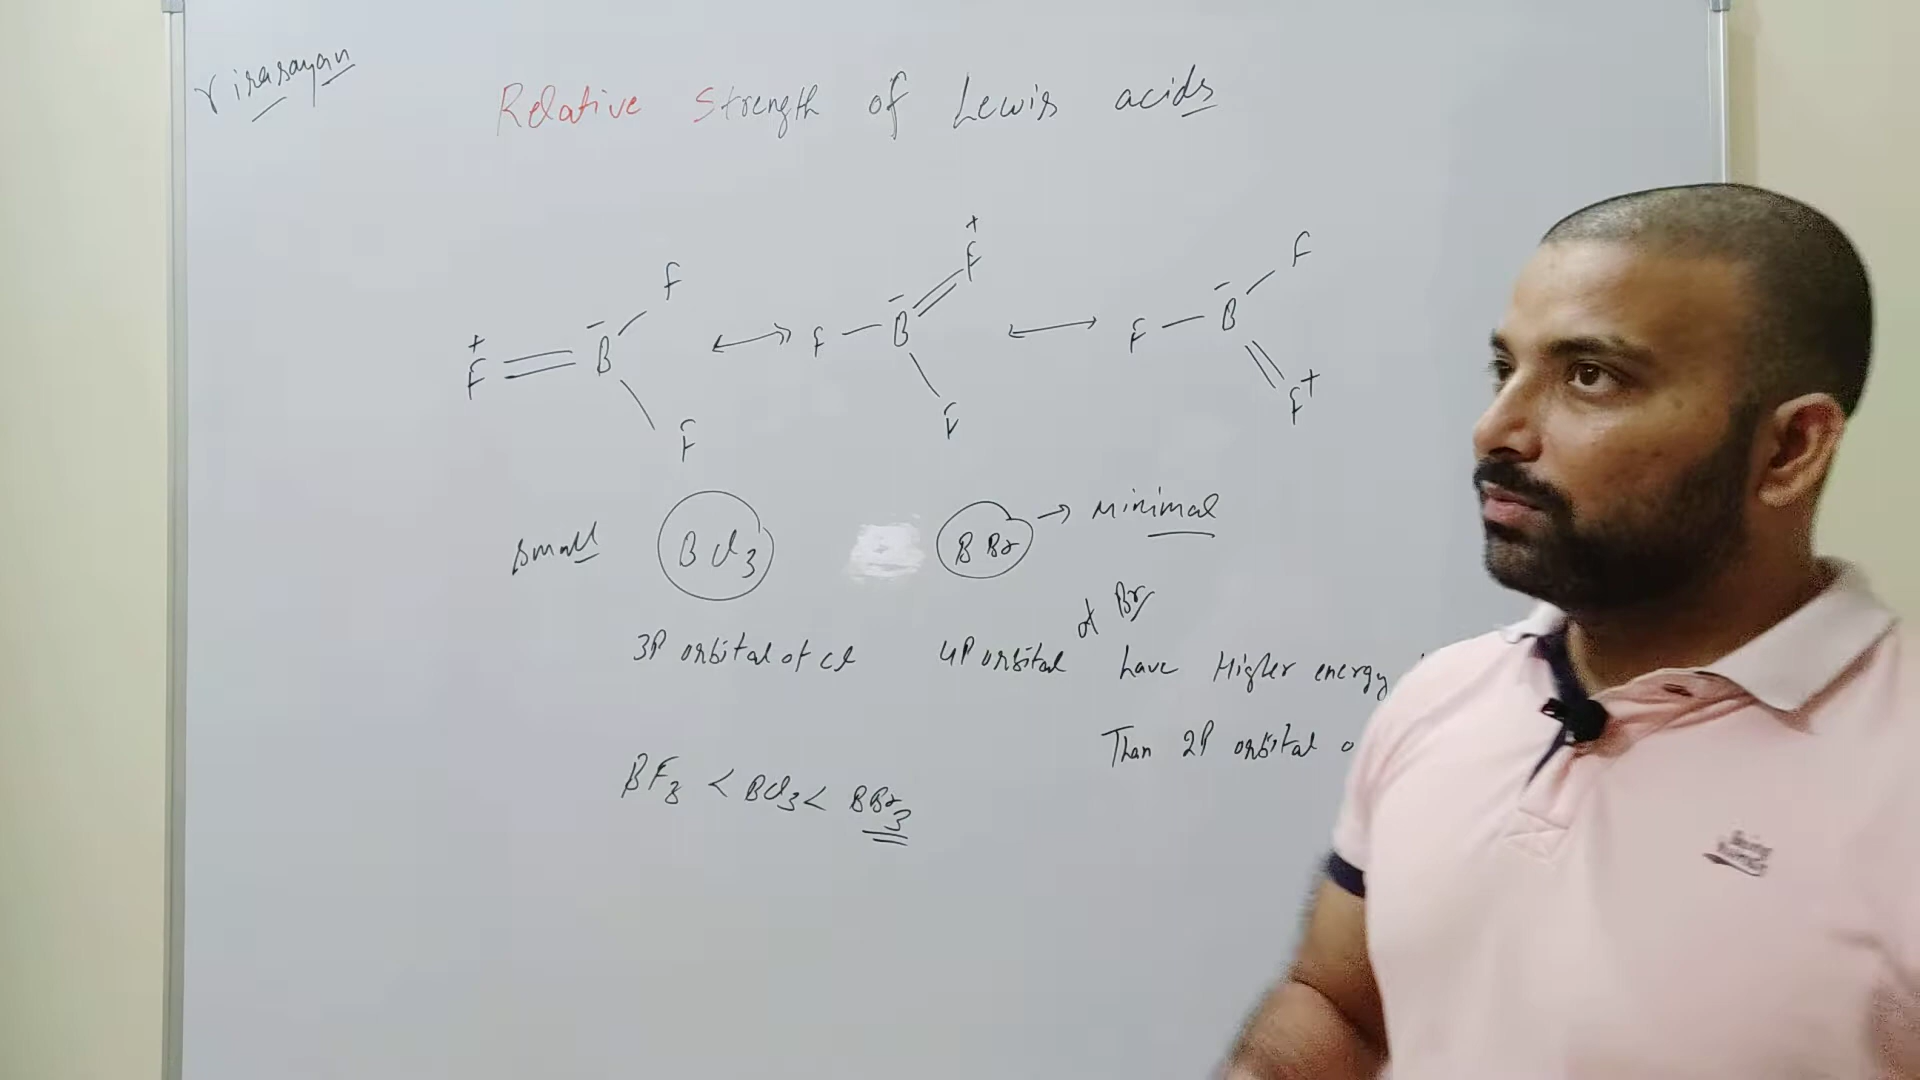 Virasayan
Relative Strength of Lewis acids
+
F
B
-
F
F
F
B
-
+
F
F
F
B
-
F
F+
small BCl3
BBr → Minimal
3P orbital of Cl
4P orbital of Br have Higher energy
Than 2P orbital o
BF3 < BCl3 < BBr3